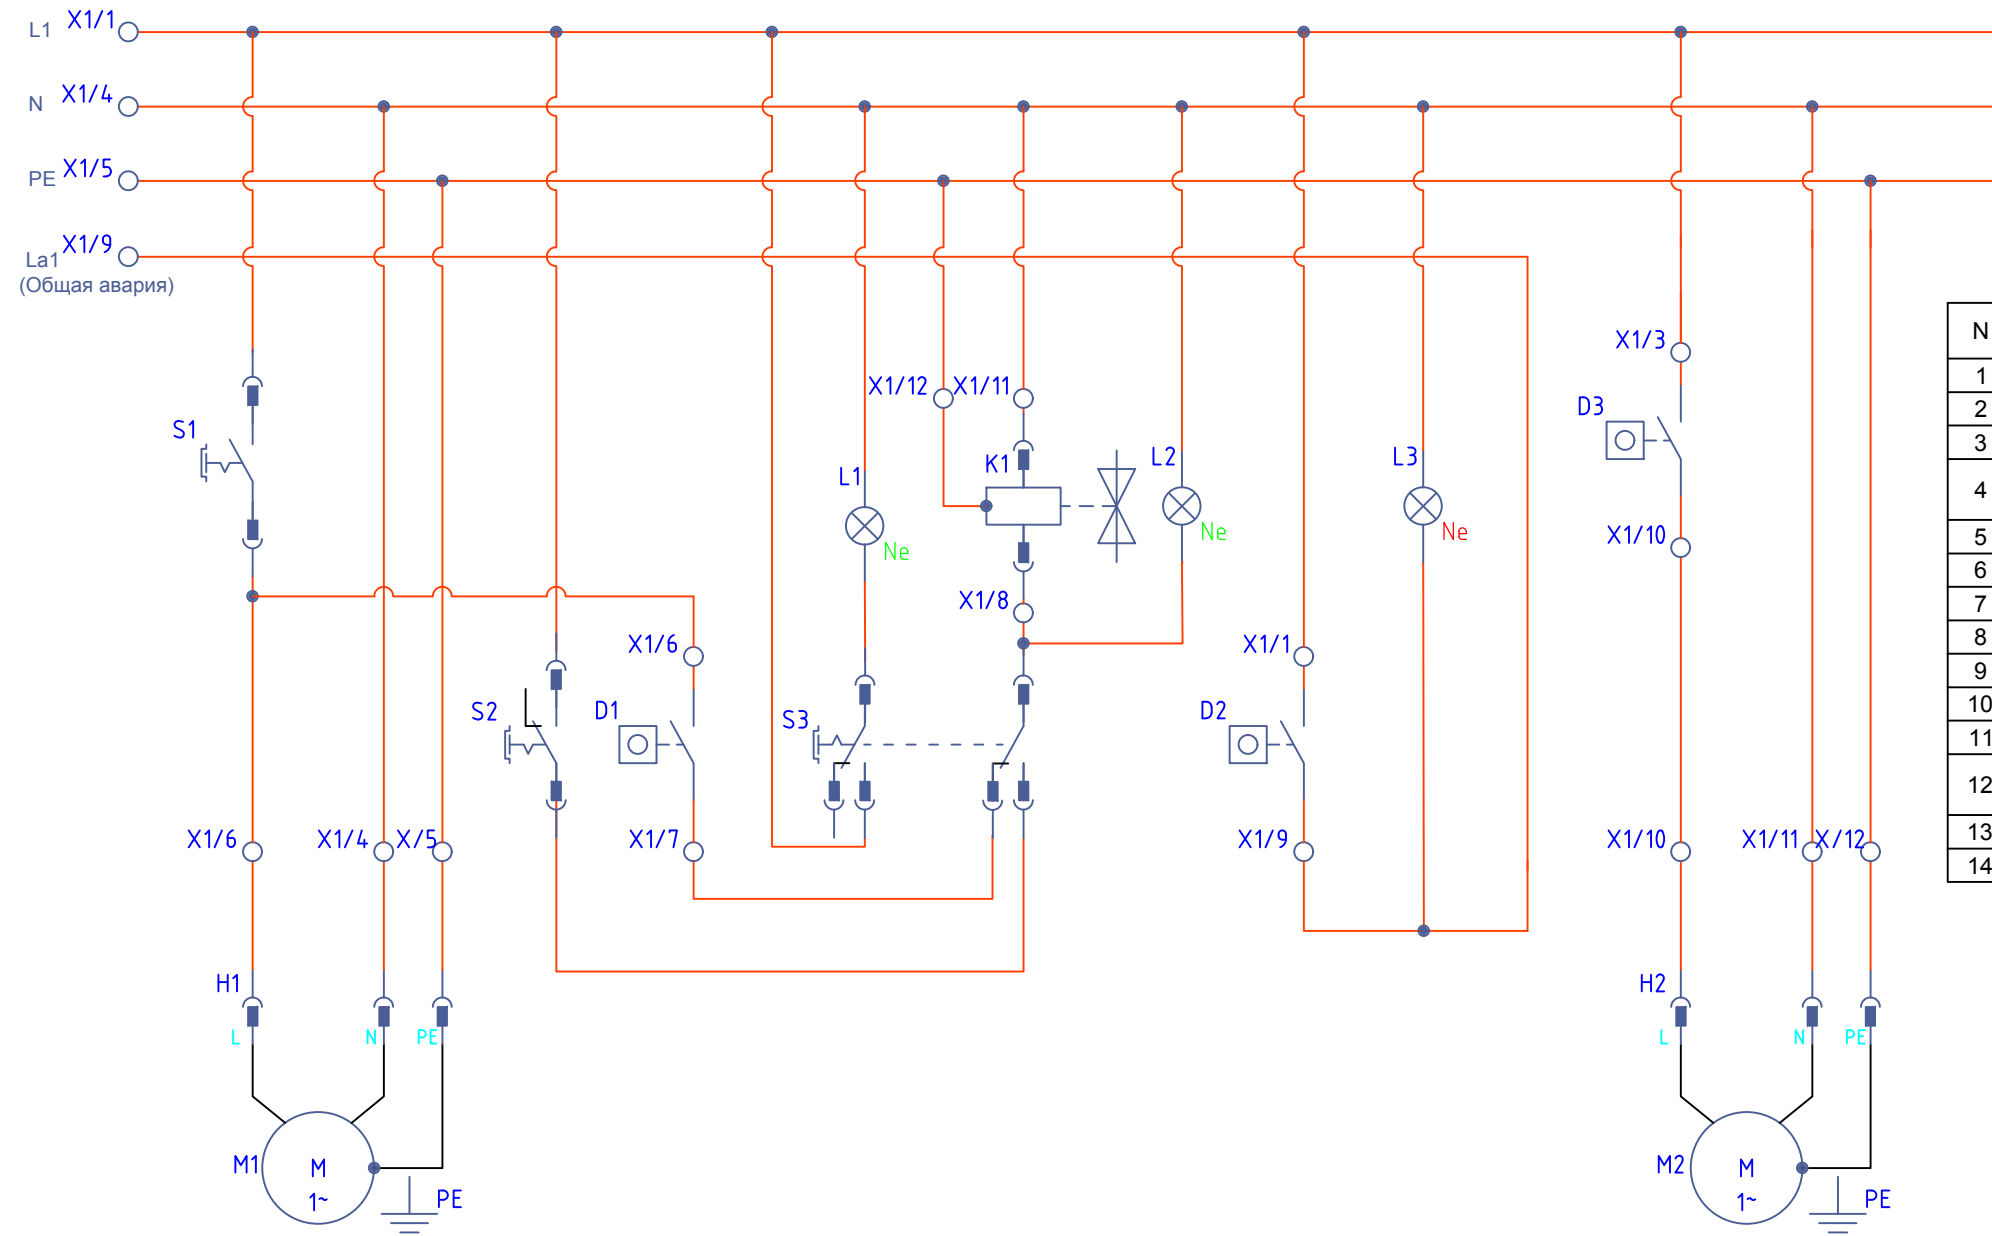 L1 X1/1
N X1/4
PE X1/5
La1 X1/9
(Общая авария)
X1/3
N
1
2
3
4
5
6
7
8
9
10
11
12
13
14
X1/12 X1/11
D3
S1
K1
L2
L3
L1
Ne
Ne
Ne
X1/10
X1/8
X1/6
X1/1
S2
D1
S3
D2
X1/6
X1/4
X/5
X1/7
X1/9
X1/10
X1/11
X/12
H1
H2
L
N
PE
L
N
PE
M1
M
1~
PE
M2
M
1~
PE